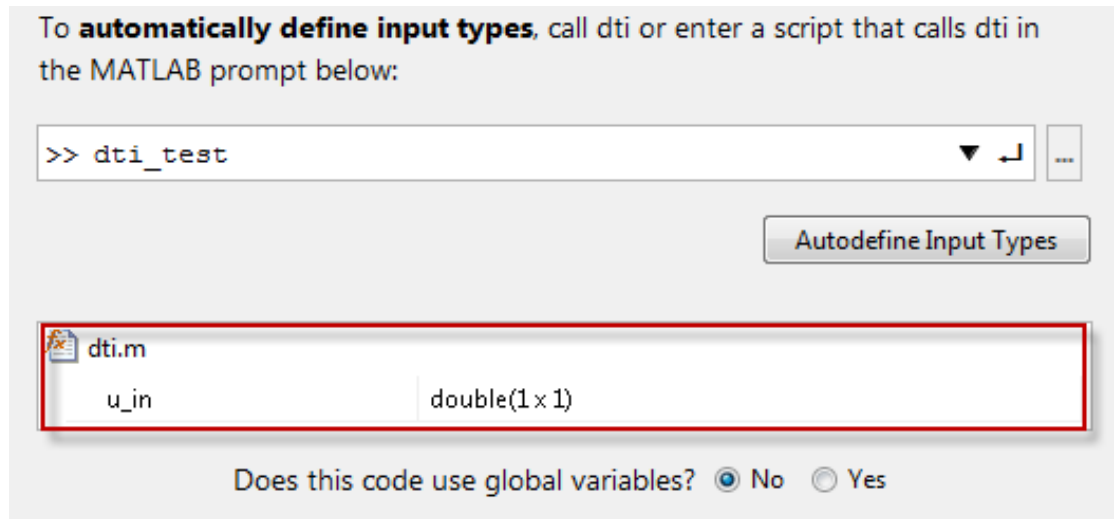 To automatically define input types, call dti or enter a script that calls dti in
the MATLAB prompt below:
>> dti_test
...
Autodefine Input Types
dti.m
u_in double(1 x 1)
Does this code use global variables? No Yes